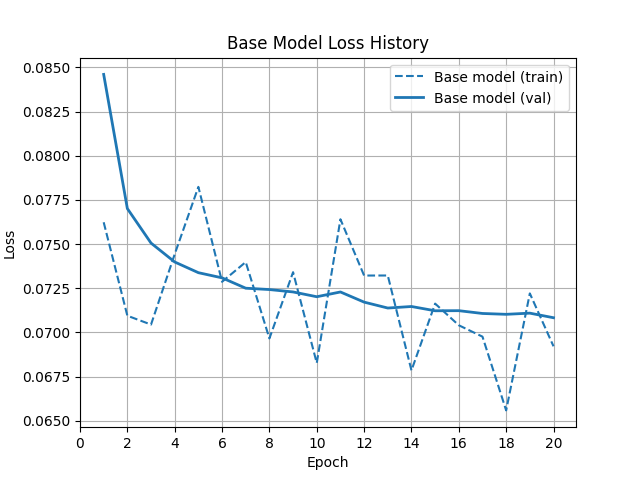 Base Model Loss History
0.0850
0.0825
0.0800
0.0775
0.0750
0.0725
0.0700
0.0675
0.0650
Loss
Base model (train)
Base model (val)
0 2 4 6 8 10 12 14 16 18 20
Epoch